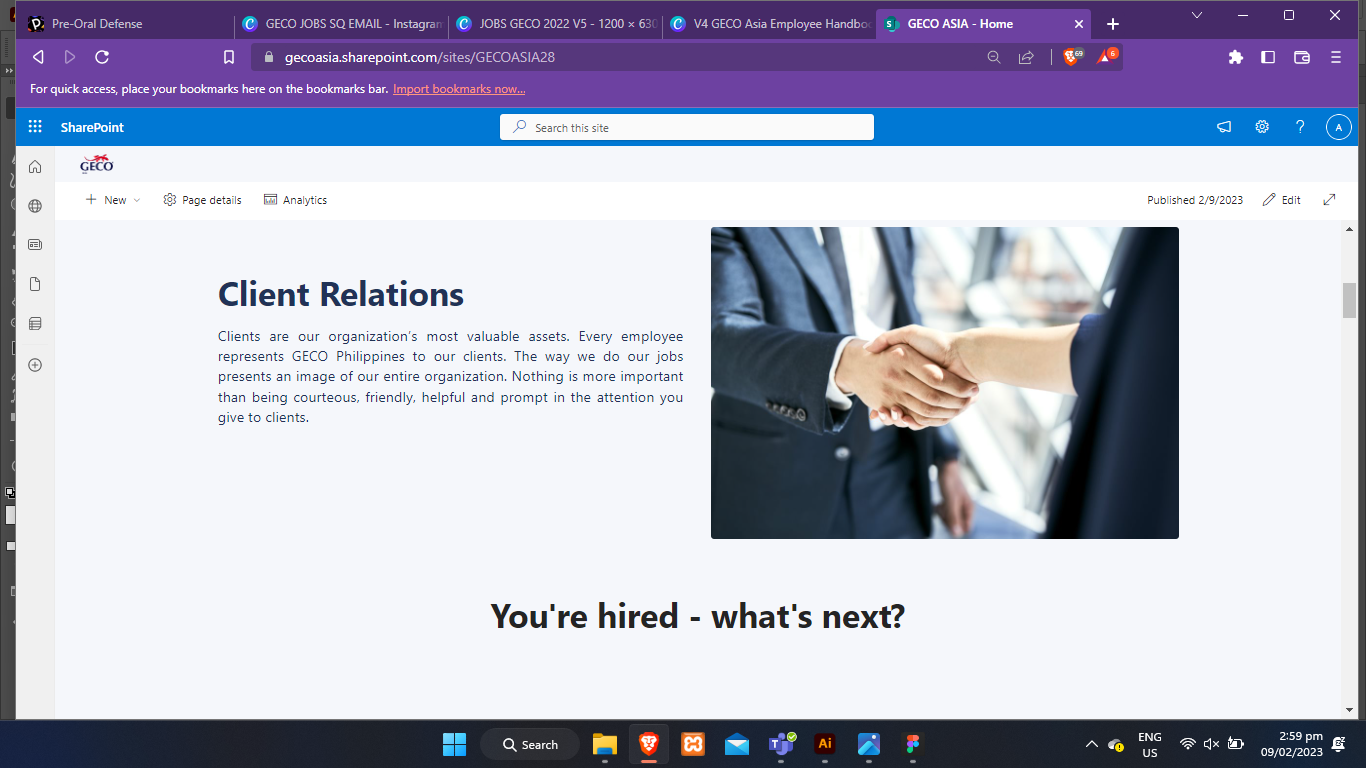 Pre-Oral Defense
GECO JOBS SQ EMAIL - Instagram
JOBS GECO 2022 V5 - 1200 × 630
V4 GECO Asia Employee Handboo
GECO ASIA - Home
gecoasia.sharepoint.com/sites/GECOASIA28
69
6
For quick access, place your bookmarks here on the bookmarks bar. Import bookmarks now...
SharePoint
Search this site
A
GECO
New
Page details
Analytics
Published 2/9/2023
Edit
Client Relations
Clients are our organization’s most valuable assets. Every employee
represents GECO Philippines to our clients. The way we do our jobs
presents an image of our entire organization. Nothing is more important
than being courteous, friendly, helpful and prompt in the attention you
give to clients.
You're hired - what's next?
Search
Ai
ENG
US
2:59 pm
09/02/2023